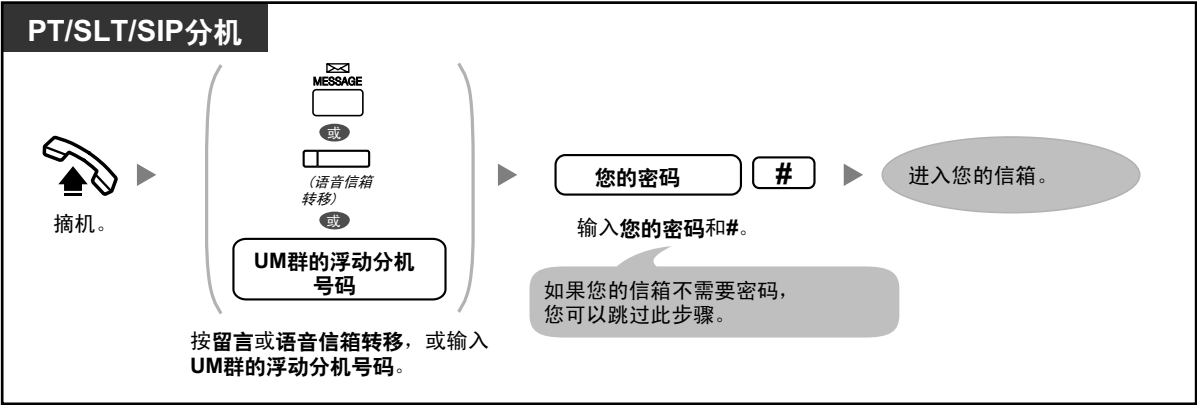 PT/SLT/SIP分机
MESSAGE
或
（语音信箱
转移）
或
UM群的浮动分机
号码
摘机。
按留言或语音信箱转移，或输入
UM群的浮动分机号码。
您的密码
#
输入您的密码和#。
如果您的信箱不需要密码，
您可以跳过此步骤。
进入您的信箱。